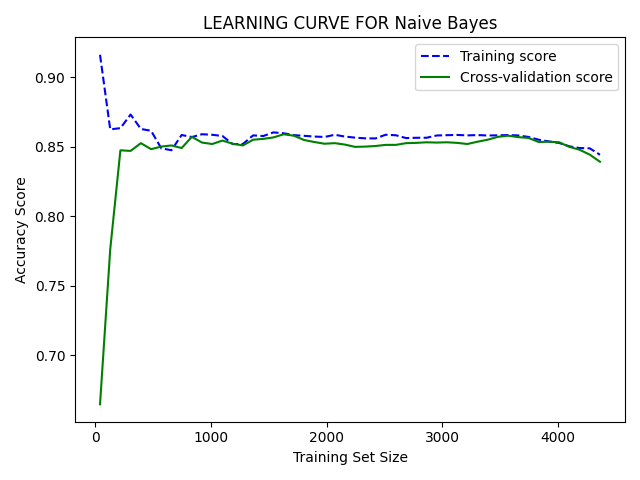 LEARNING CURVE FOR Naive Bayes
Training score
Cross-validation score
Accuracy Score
0.90
0.85
0.80
0.75
0.70
0
1000
2000
3000
4000
Training Set Size